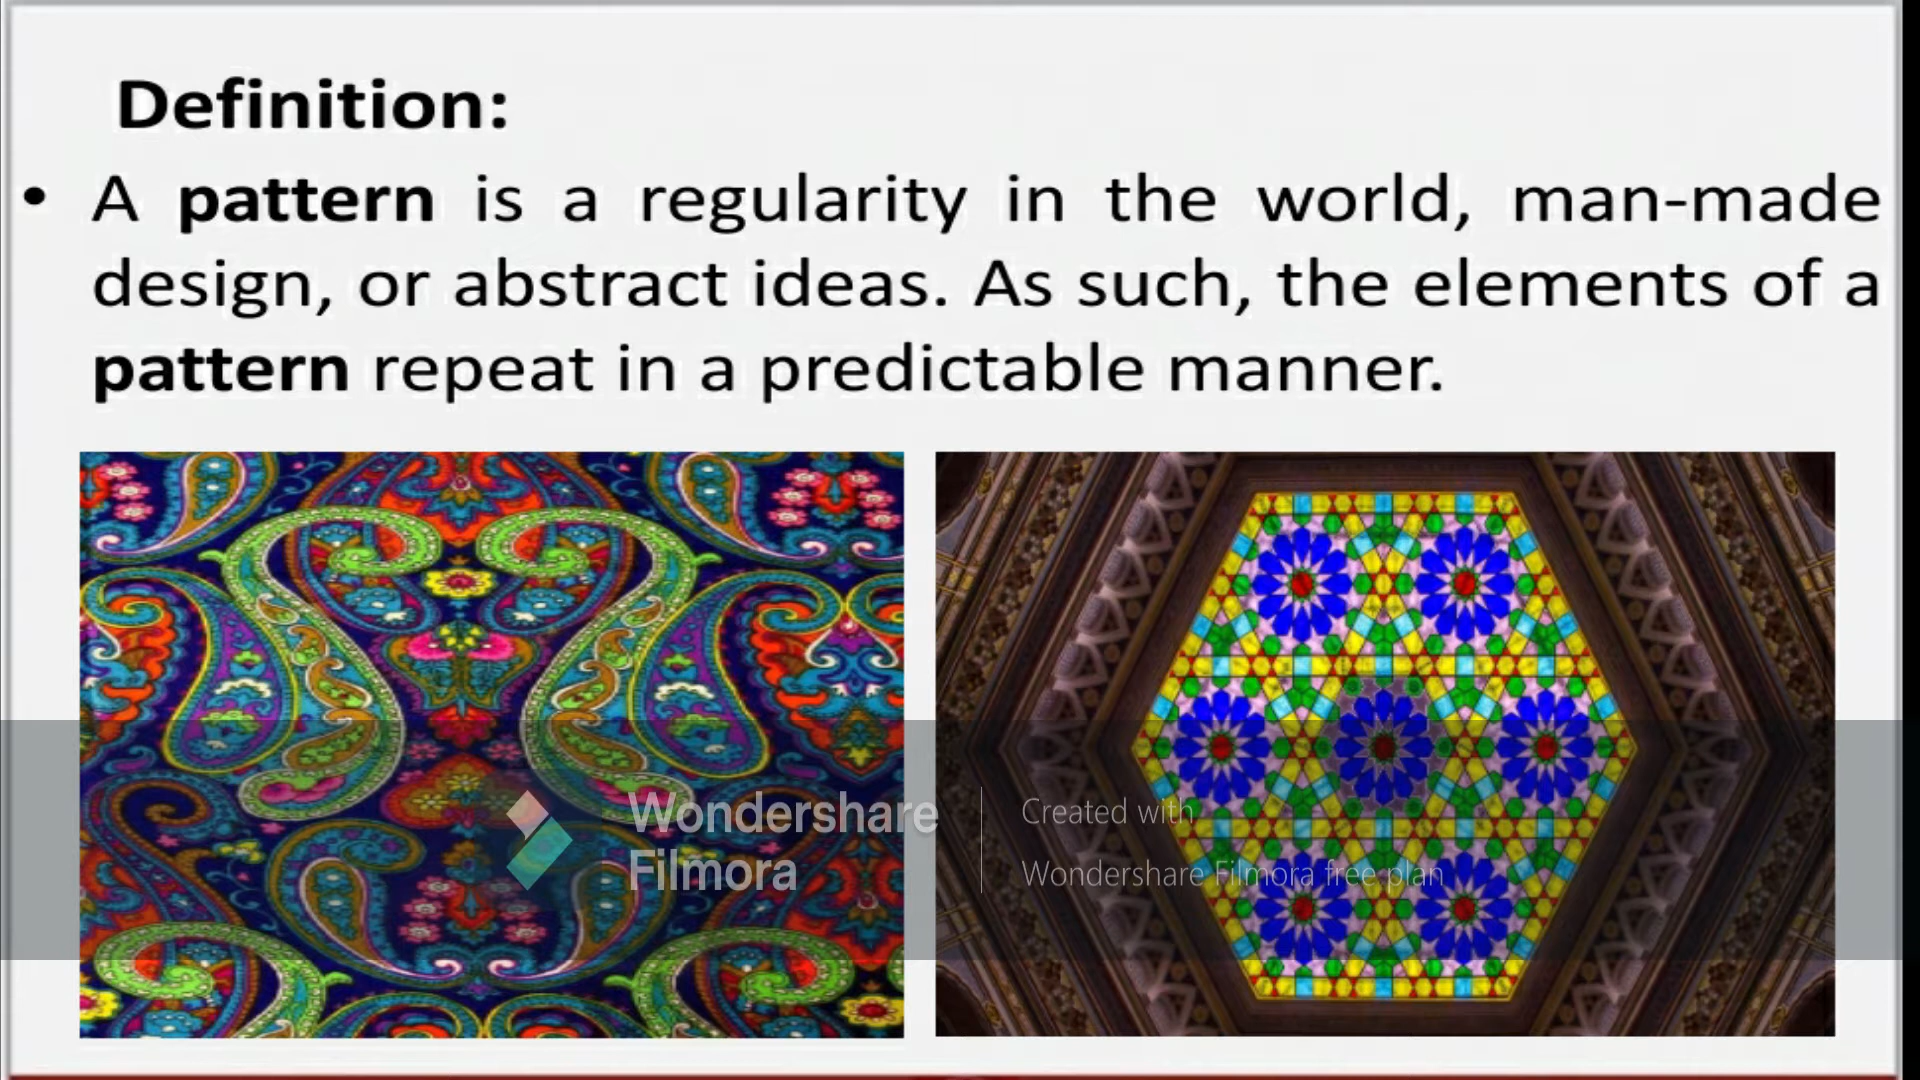 Definition:
• A pattern is a regularity in the world, man-made
design, or abstract ideas. As such, the elements of a
pattern repeat in a predictable manner.
Wondershare
Filmora
Created with
Wondershare Filmora free plan